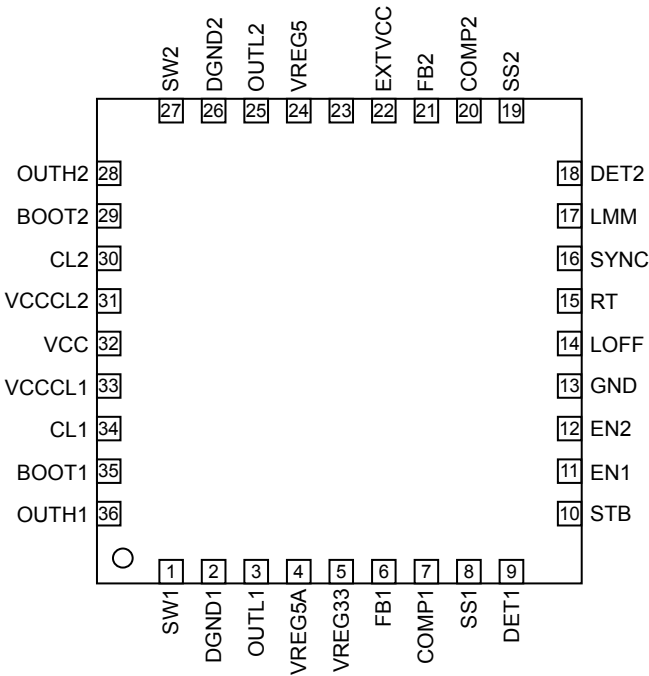 SW2
DGND2
OUTL2
VREG5
EXTVCC
FB2
COMP2
SS2
27 26 25 24 23 22 21 20 19
OUTH2 28
18 DET2
BOOT2 29
17 LMM
CL2 30
16 SYNC
VCCCL2 31
15 RT
VCC 32
14 LOFF
VCCCL1 33
13 GND
CL1 34
12 EN2
BOOT1 35
11 EN1
OUTH1 36
10 STB
1 2 3 4 5 6 7 8 9
SW1
DGND1
OUTL1
VREG5A
VREG33
FB1
COMP1
SS1
DET1